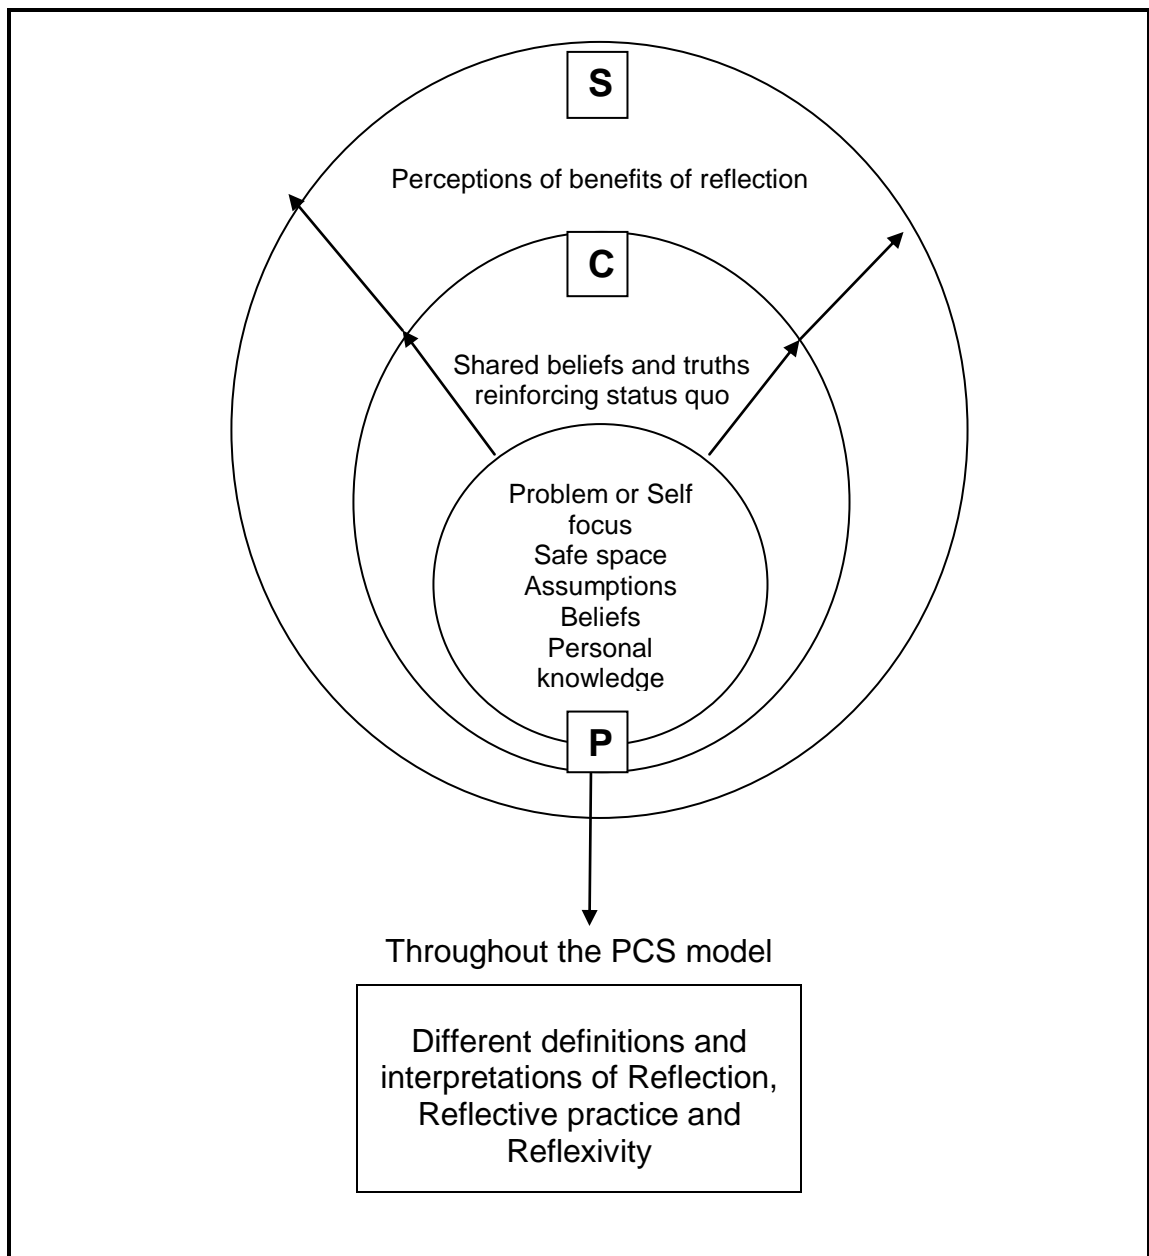 S
Perceptions of benefits of reflection
C
Shared beliefs and truths
reinforcing status quo
Problem or Self
focus
Safe space
Assumptions
Beliefs
Personal
knowledge
P
Throughout the PCS model
Different definitions and
interpretations of Reflection,
Reflective practice and
Reflexivity